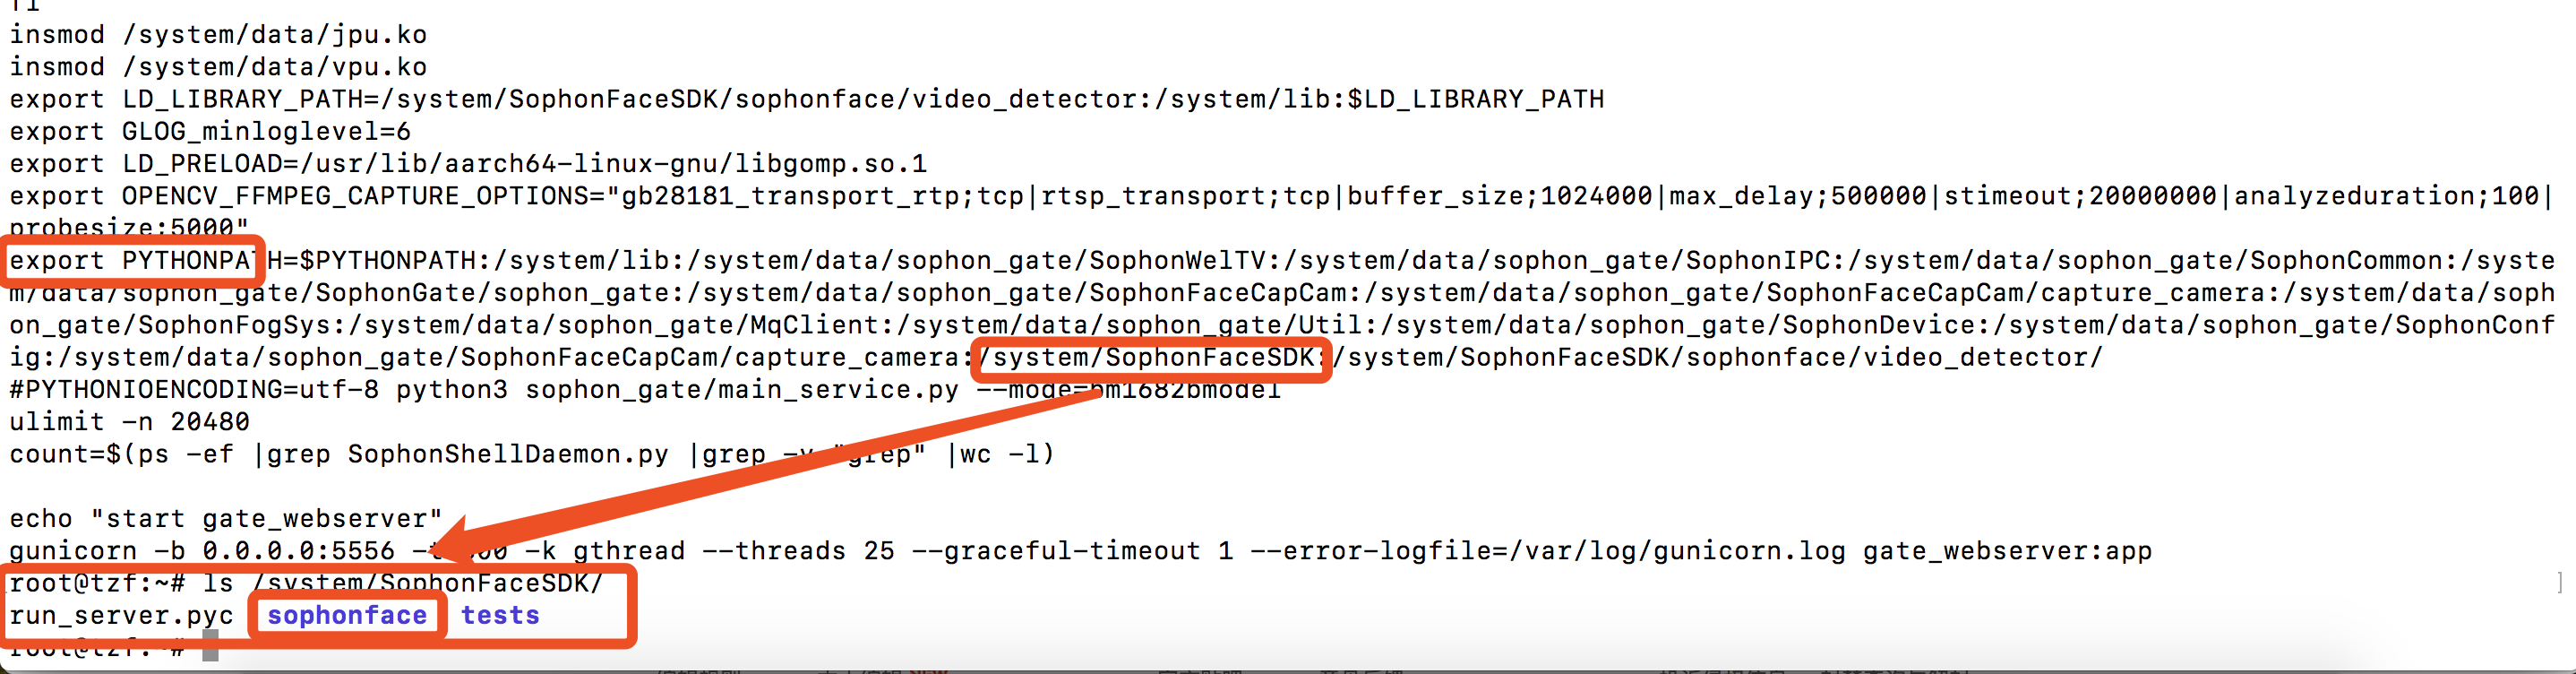 fi
insmod /system/data/jpu.ko
insmod /system/data/vpu.ko
export LD_LIBRARY_PATH=/system/SophonFaceSDK/sophonface/video_detector:/system/lib:$LD_LIBRARY_PATH
export GLOG_minloglevel=6
export LD_PRELOAD=/usr/lib/aarch64-linux-gnu/libgomp.so.1
export OPENCV_FFMPEG_CAPTURE_OPTIONS="gb28181_transport_rtp;tcp|rtsp_transport;tcp|buffer_size;1024000|max_delay;500000|stimeout;20000000|analyzeduration;100|
probesize;5000"
export PYTHONPATH=$PYTHONPATH:/system/lib:/system/data/sophon_gate/SophonWelTV:/system/data/sophon_gate/SophonIPC:/system/data/sophon_gate/SophonCommon:/syste
m/data/sophon_gate/SophonGate/sophon_gate:/system/data/sophon_gate/SophonFaceCapCam:/system/data/sophon_gate/SophonFaceCapCam/capture_camera:/system/data/soph
on_gate/SophonFogSys:/system/data/sophon_gate/MqClient:/system/data/sophon_gate/Util:/system/data/sophon_gate/SophonDevice:/system/data/sophon_gate/SophonConf
ig:/system/data/sophon_gate/SophonFaceCapCam/capture_camera:/system/SophonFaceSDK:/system/SophonFaceSDK/sophonface/video_detector/
#PYTHONIOENCODING=utf-8 python3 sophon_gate/main_service.py --mode=bm1682bmodel
ulimit -n 20480
count=$(ps -ef |grep SophonShellDaemon.py |grep -v "grep" |wc -l)
echo "start gate_webserver"
gunicorn -b 0.0.0.0:5556 -k gthread --threads 25 --graceful-timeout 1 --error-logfile=/var/log/gunicorn.log gate_webserver:app
root@tzf:~# ls /system/SophonFaceSDK/
run_server.pyc sophonface tests
root@tzf:~#